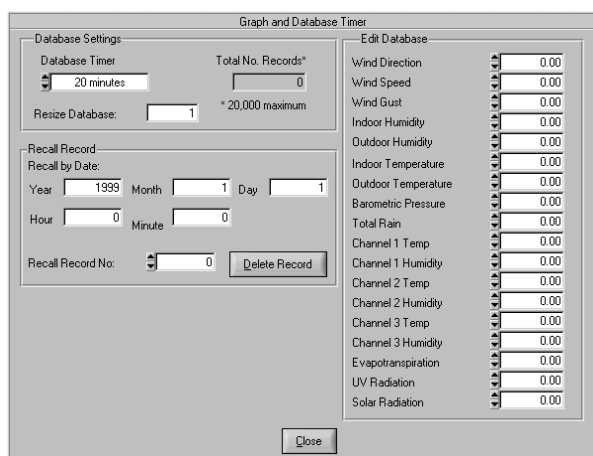 Graph and Database Timer
Database Settings
Database Timer
Total No. Records*
20 minutes
0
Resize Database:
1
* 20,000 maximum
Recall Record
Recall by Date:
Year 1999 Month 1 Day 1
Hour 0 Minute 0
Recall Record No: 0 Delete Record
Edit Database
Wind Direction 0.00
Wind Speed 0.00
Wind Gust 0.00
Indoor Humidity 0.00
Outdoor Humidity 0.00
Indoor Temperature 0.00
Outdoor Temperature 0.00
Barometric Pressure 0.00
Total Rain 0.00
Channel 1 Temp 0.00
Channel 1 Humidity 0.00
Channel 2 Temp 0.00
Channel 2 Humidity 0.00
Channel 3 Temp 0.00
Channel 3 Humidity 0.00
Evapotranspiration 0.00
UV Radiation 0.00
Solar Radiation 0.00
Close